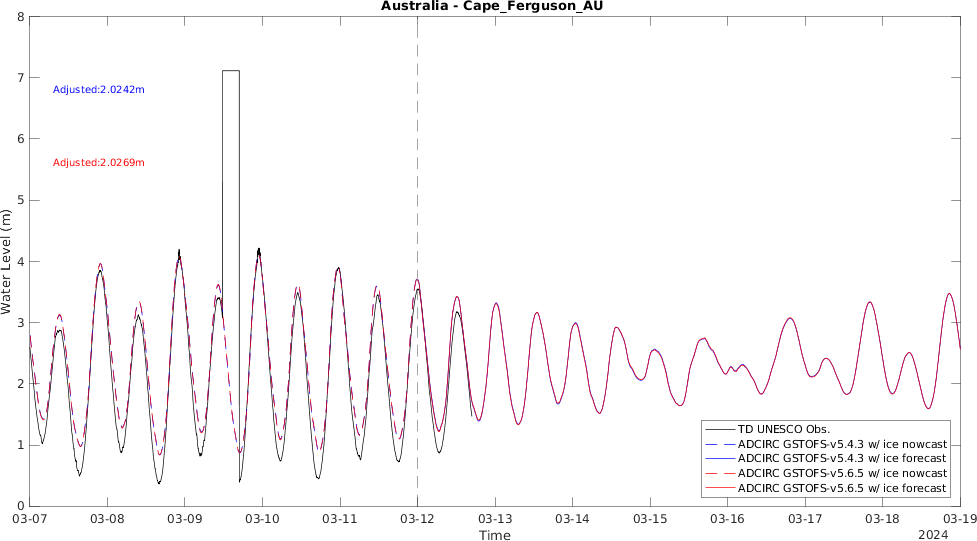 Australia - Cape_Ferguson_AU
8
7
6
5
4
3
2
1
0
Water Level (m)
Adjusted:2.0242m
Adjusted:2.0269m
TD UNESCO Obs.
ADCIRC GSTOFS-v5.4.3 w/ ice nowcast
ADCIRC GSTOFS-v5.4.3 w/ ice forecast
ADCIRC GSTOFS-v5.6.5 w/ ice nowcast
ADCIRC GSTOFS-v5.6.5 w/ ice forecast
03-07 03-08 03-09 03-10 03-11 03-12 03-13 03-14 03-15 03-16 03-17 03-18 03-19
Time
2024